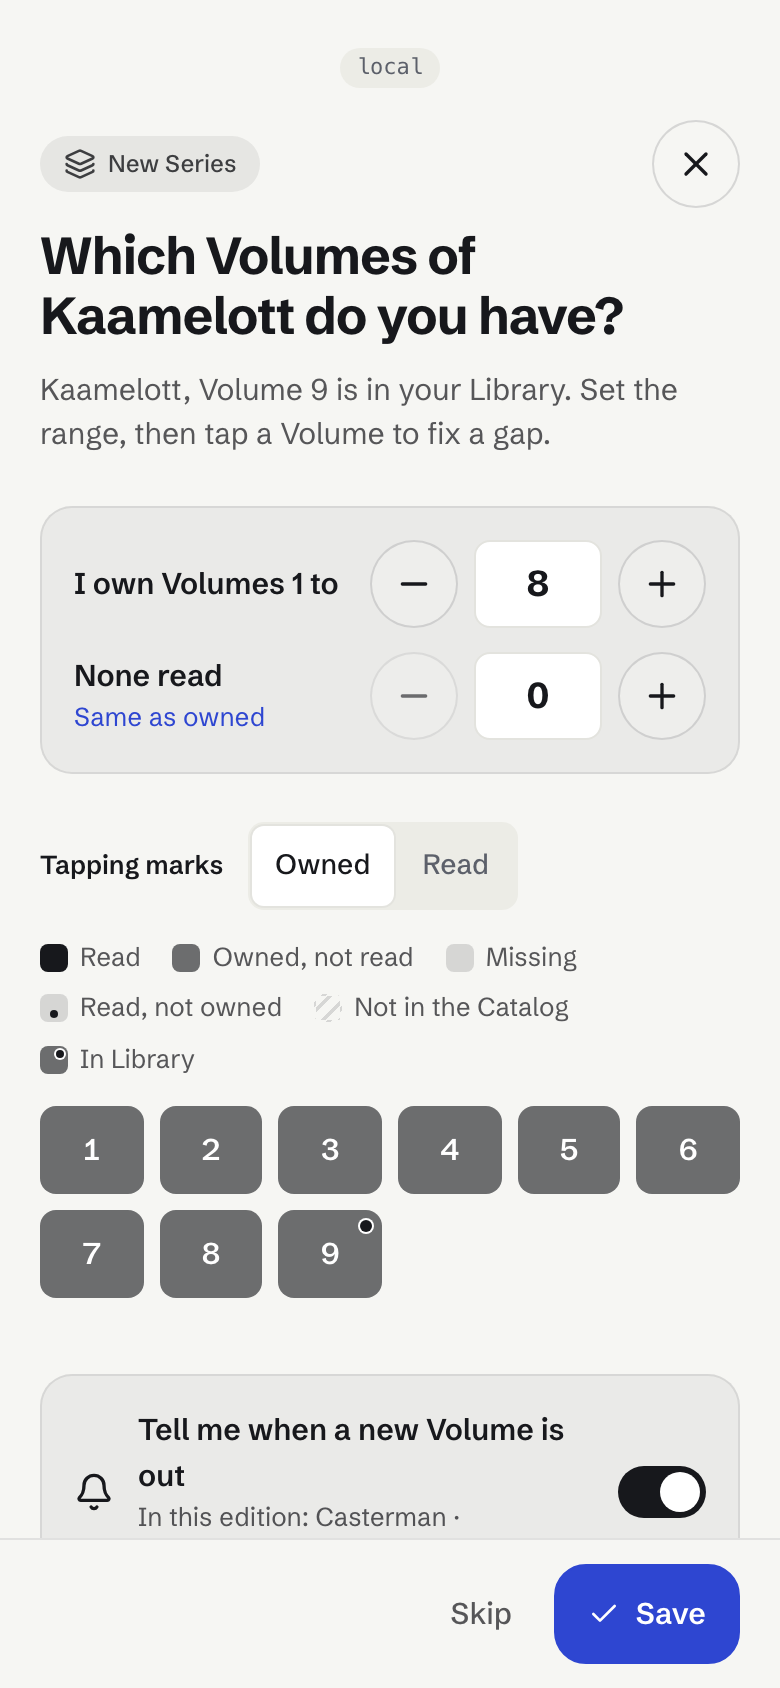 local
New Series
Which Volumes of
Kaamelott do you have?
Kaamelott, Volume 9 is in your Library. Set the
range, then tap a Volume to fix a gap.
I own Volumes 1 to
8
None read
Same as owned
0
Tapping marks
Owned
Read
Read
Owned, not read
Missing
Read, not owned
Not in the Catalog
In Library
1 2 3 4 5 6
7 8 9
Tell me when a new Volume is
out
In this edition: Casterman ·
Skip
Save